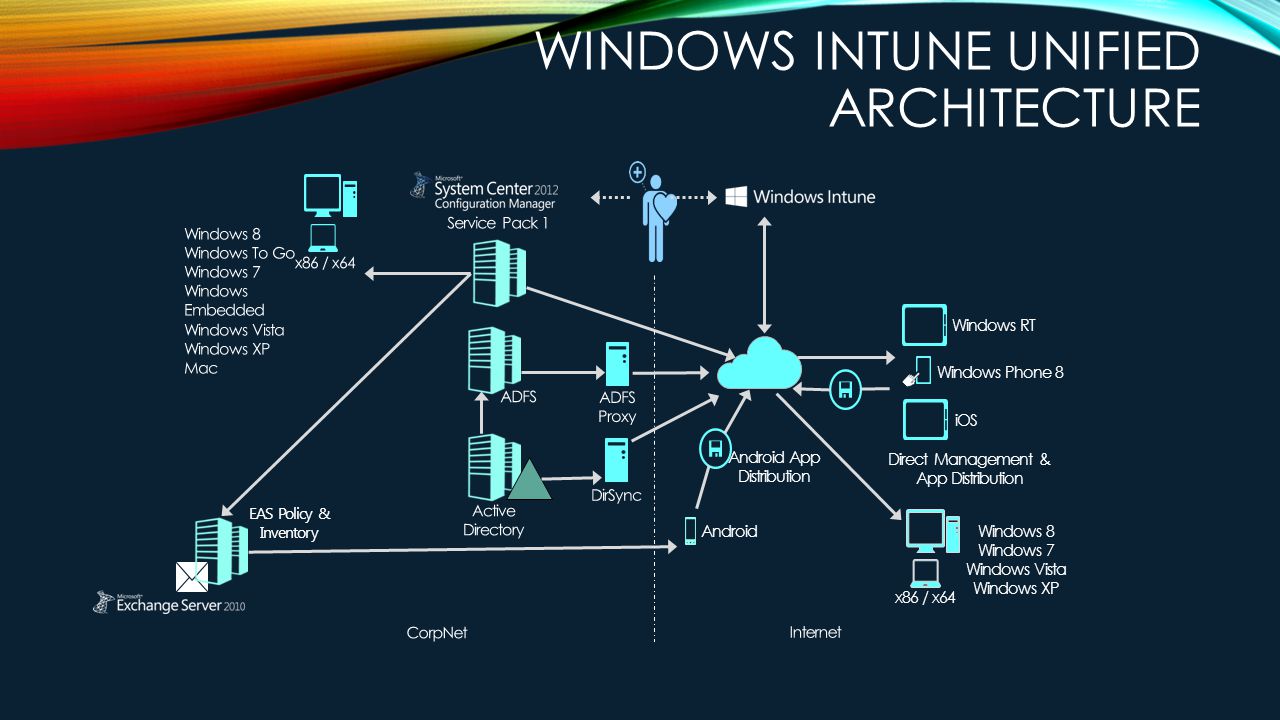 WINDOWS INTUNE UNIFIED
ARCHITECTURE
Microsoft
System Center 2012
Configuration Manager
Service Pack 1
Windows Intune
Windows 8
Windows To Go
Windows 7
Windows
Embedded
Windows Vista
Windows XP
Mac
x86 / x64
Windows RT
Windows Phone 8
iOS
Direct Management &
App Distribution
ADFS
ADFS
Proxy
Android App
Distribution
DirSync
Active
Directory
EAS Policy &
Inventory
Android
Windows 8
Windows 7
Windows Vista
Windows XP
x86 / x64
Microsoft
Exchange Server 2010
CorpNet
Internet